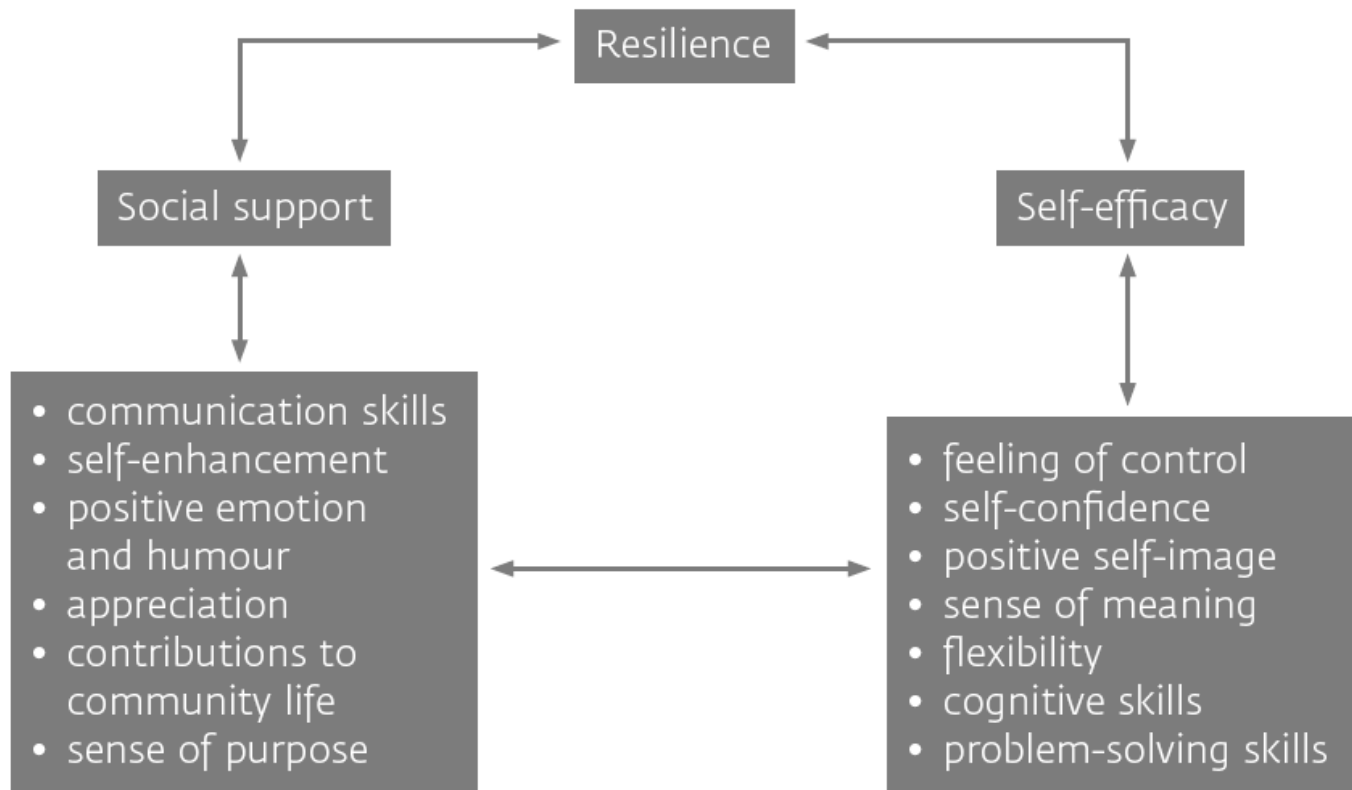 Resilience
Social support
Self-efficacy
• communication skills
• self-enhancement
• positive emotion
and humour
• appreciation
• contributions to
community life
• sense of purpose
• feeling of control
• self-confidence
• positive self-image
• sense of meaning
• flexibility
• cognitive skills
• problem-solving skills